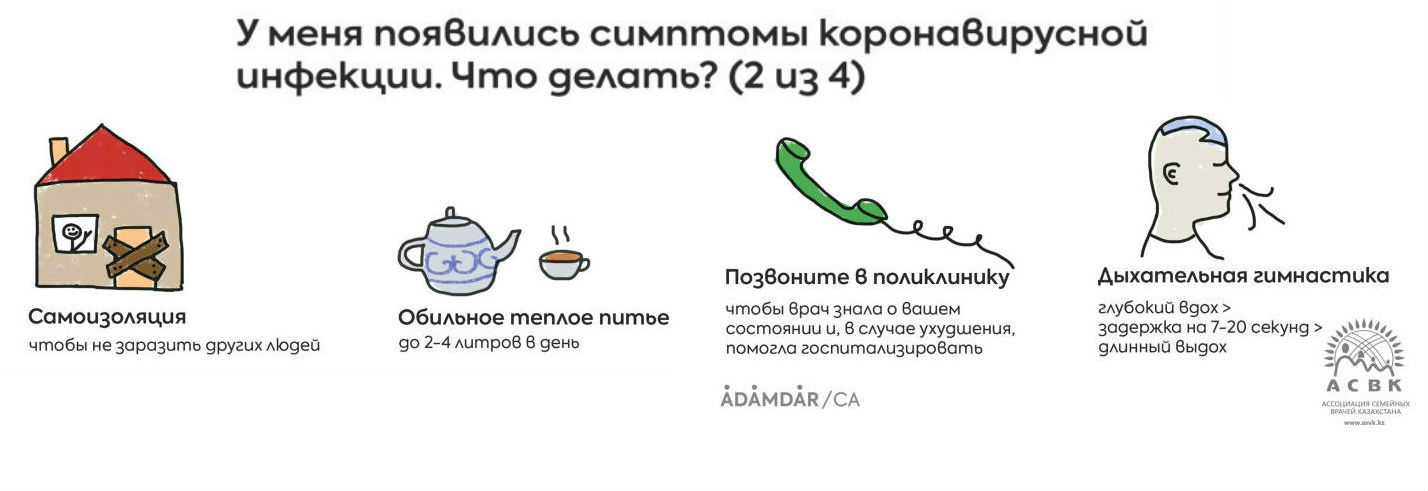 У меня появились симптомы коронавирусной
инфекции. Что делать? (2 из 4)
Самоизоляция
чтобы не заразить других людей
Обильное теплое питье
до 2-4 литров в день
Позвоните в поликлинику
чтобы врач знала о вашем
состоянии и, в случае ухудшения,
помогла госпитализировать
Дыхательная гимнастика
глубокий вдох >
задержка на 7-20 секунд >
длинный выдох
ȦDȦMDȦR/CA
АСВК
АССОЦИАЦИЯ СЕМЕЙНЫХ
ВРАЧЕЙ КАЗАХСТАНА
www.asvk.kz